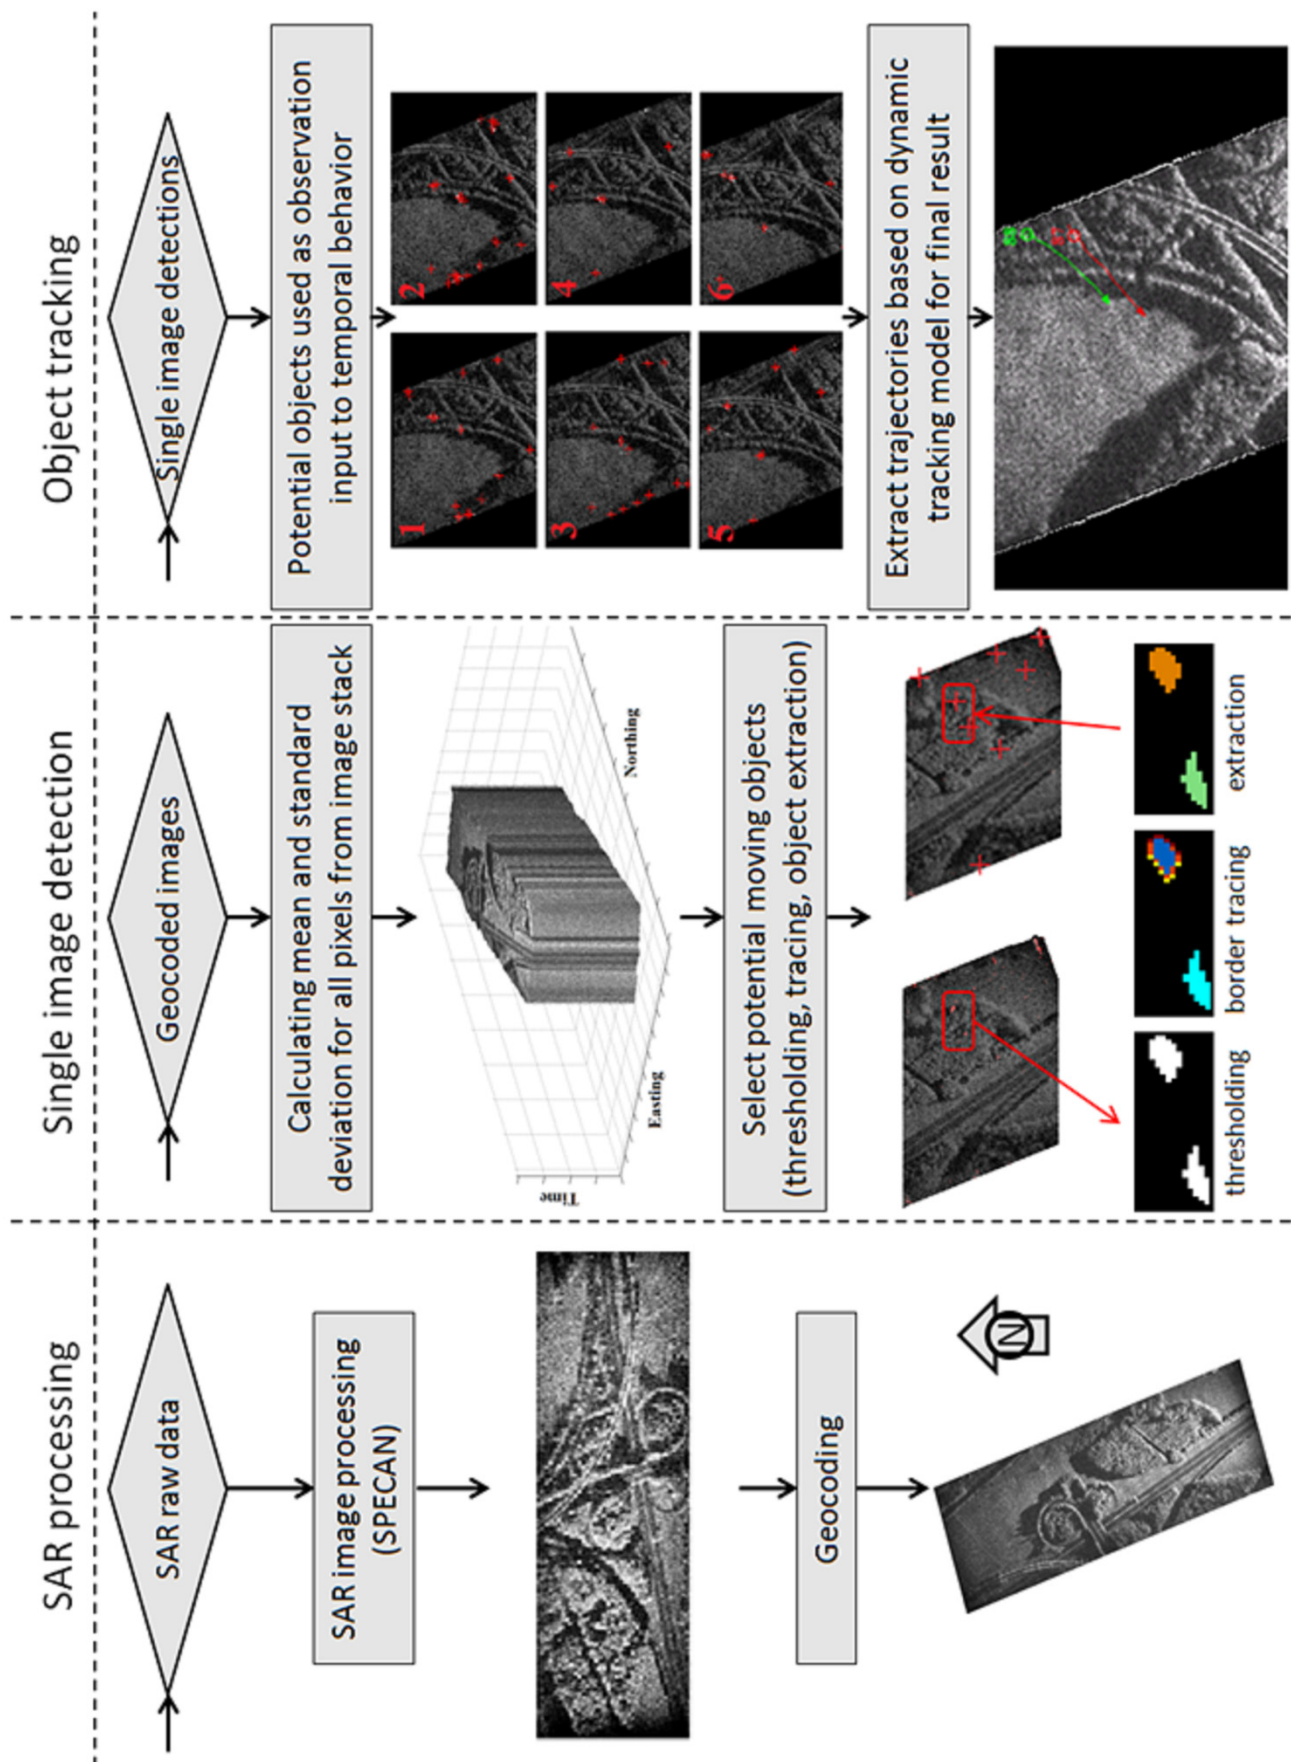 SAR processing
SAR raw data
SAR image processing
(SPECAN)
Geocoding
N
Single image detection
Geocoded images
Calculating mean and standard
deviation for all pixels from image stack
Time
Easting
Northing
Select potential moving objects
(thresholding, tracing, object extraction)
thresholding
border tracing
extraction
Object tracking
Single image detections
Potential objects used as observation
input to temporal behavior
1
2
3
4
5
6
Extract trajectories based on dynamic
tracking model for final result